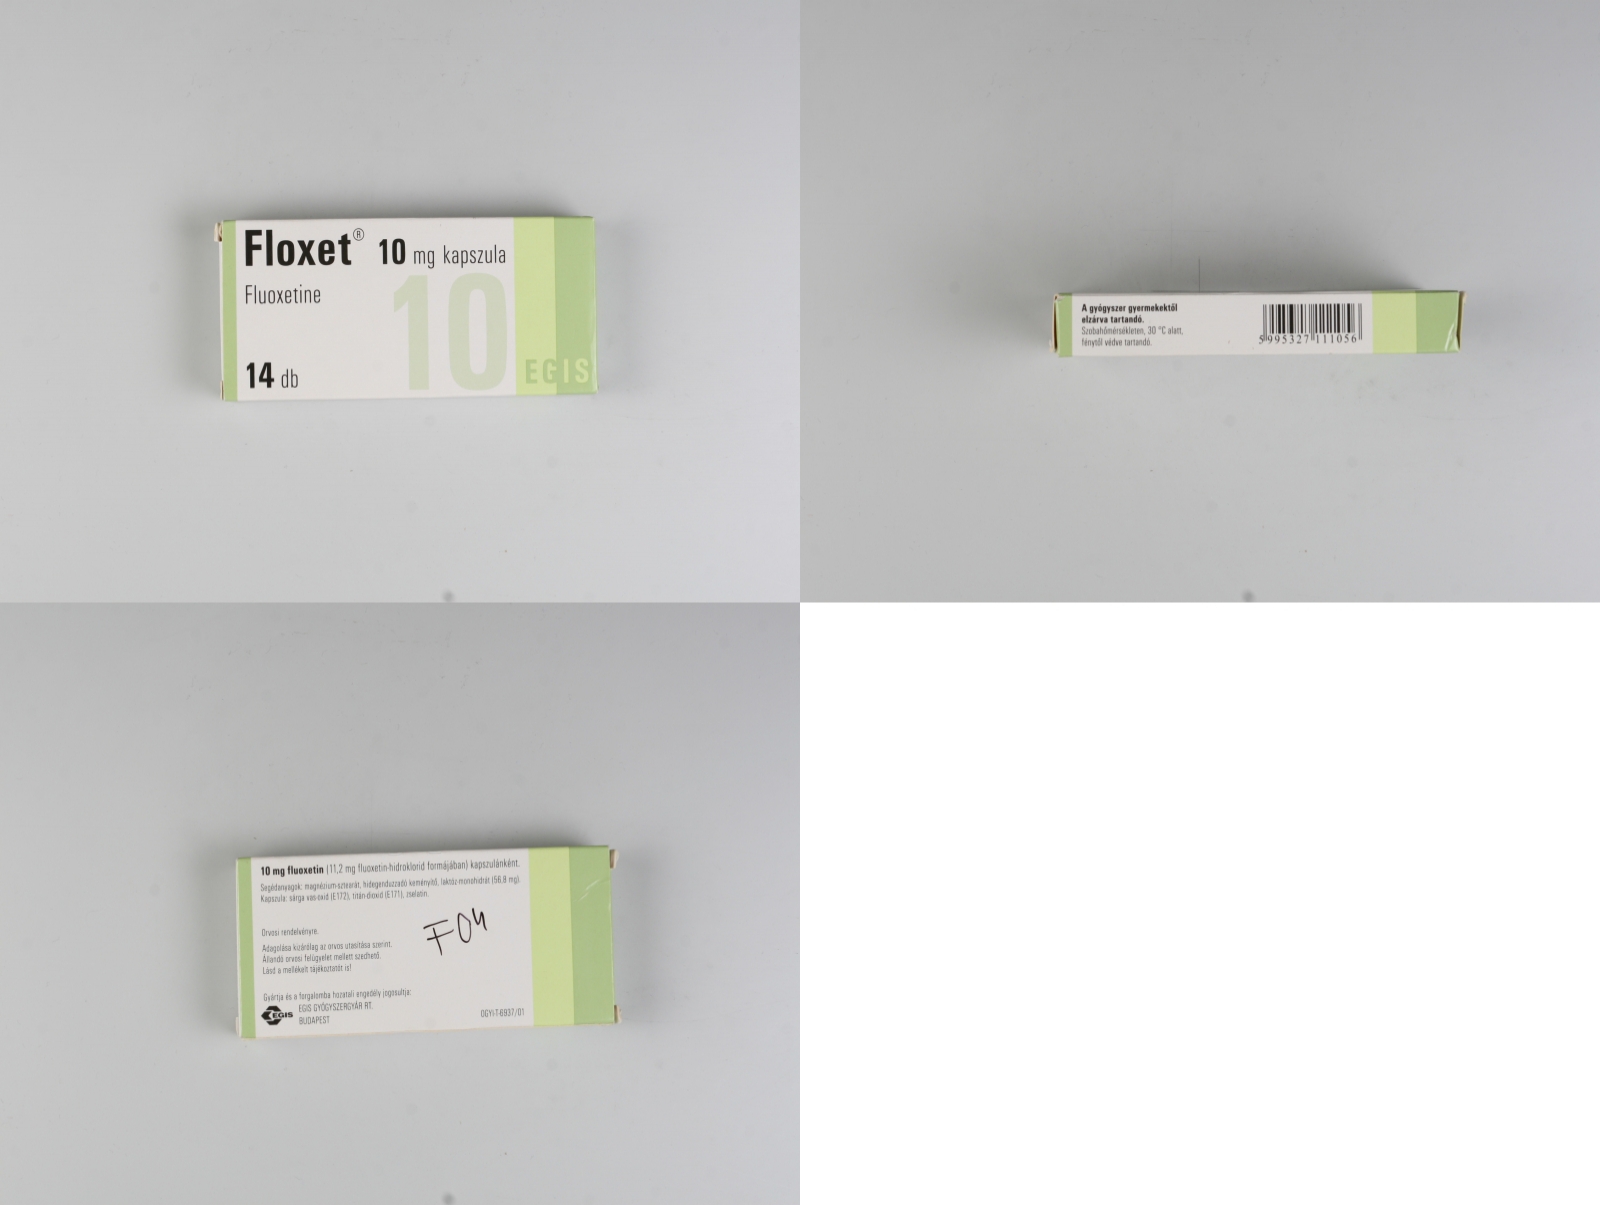 Floxet® 10 mg kapszula
Fluoxetine
10
14 db
EGIS
A gyógyszer gyermekektől
elzárva tartandó.
Szobahőmérsékleten, 30 °C alatt,
fénytől védve tartandó.
5 995327 111056
10 mg fluoxetin (11,2 mg fluoxetin-hidroklorid formájában) kapszulánként.
Segédanyagok: magnézium-sztearát, hidegenduzzadó keményítő, laktóz-monohidrát (56,8 mg).
Kapszula: sárga vas-oxid (E172), titán-dioxid (E171), zselatin.
F04
Orvosi rendelvényre.
Adagolása kizárólag az orvos utasítása szerint.
Állandó orvosi felügyelet mellett szedhető.
Lásd a mellékelt tájékoztatót is!
Gyártja és a forgalomba hozatali engedély jogosultja:
EGIS
EGIS GYÓGYSZERGYÁR RT.
BUDAPEST
OGYI-T-6937/01